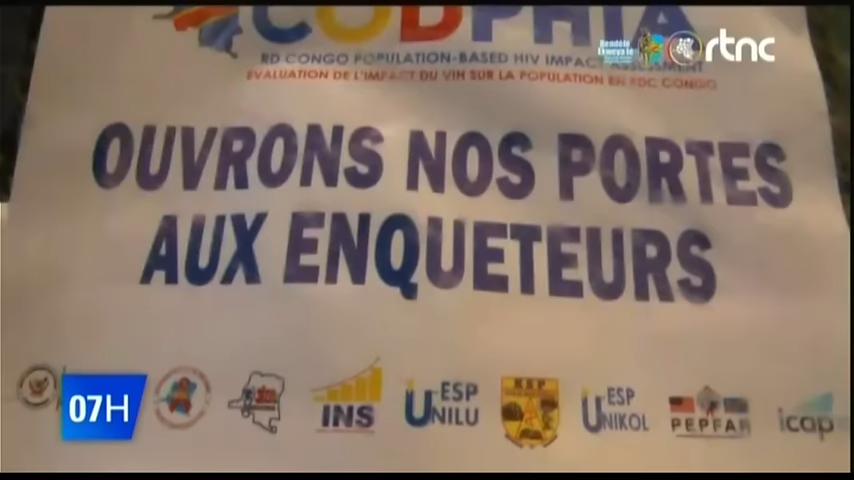 CODPHIA
RD CONGO POPULATION-BASED HIV IMPACT ASSESSMENT
EVALUATION DE L'IMPACT DU VIH SUR LA POPULATION EN RDC CONGO
rtnc
OUVRONS NOS PORTES
AUX ENQUETEURS
INS
ESP
UNILU
ESP
UNIKOL
PEPFAR
icap
07H